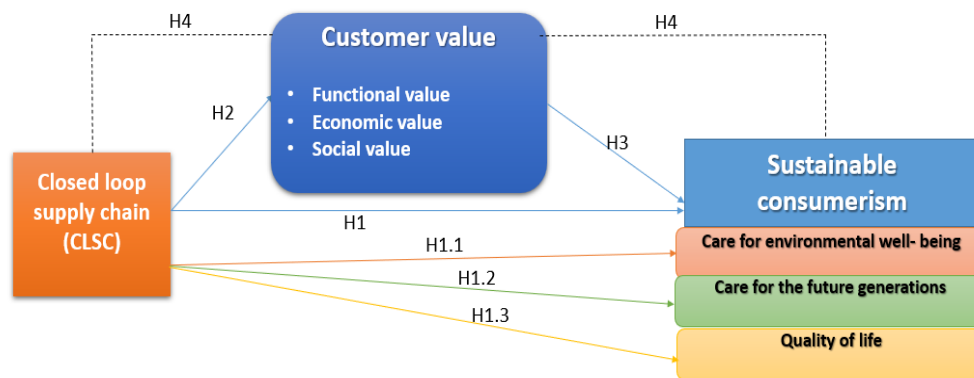 H4
Customer value
H4
• Functional value
• Economic value
• Social value
H2
H3
Closed loop
supply chain
(CLSC)
Sustainable
consumerism
H1
H1.1
Care for environmental well- being
H1.2
Care for the future generations
H1.3
Quality of life